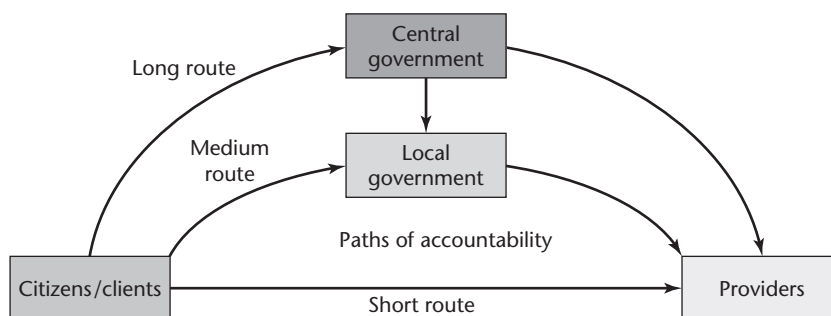 Central
government
Long route
Medium
route
Local
government
Paths of accountability
Citizens/clients
Providers
Short route